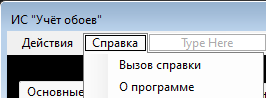 ИС "Учёт обоев"
Действия Справка Type Here
Вызов справки
О программе
Основные